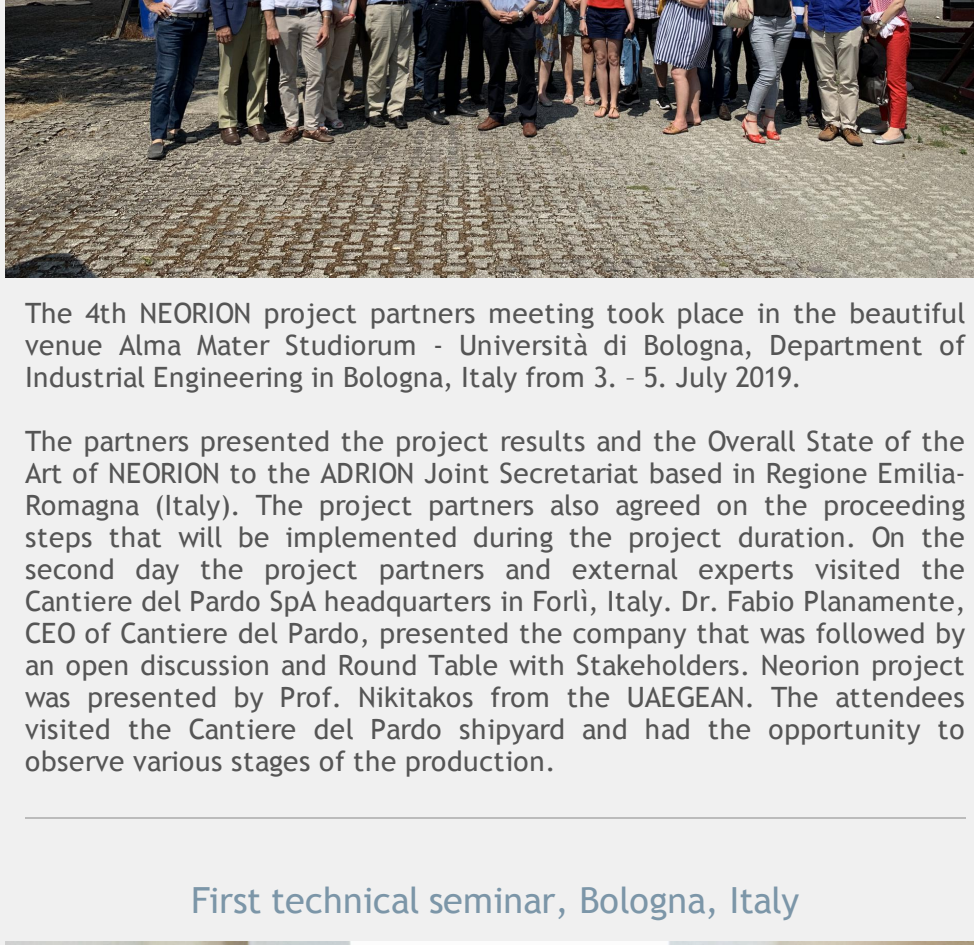 The 4th NEORION project partners meeting took place in the beautiful
venue Alma Mater Studiorum - Università di Bologna, Department of
Industrial Engineering in Bologna, Italy from 3. – 5. July 2019.
The partners presented the project results and the Overall State of the
Art of NEORION to the ADRION Joint Secretariat based in Regione Emilia-
Romagna (Italy). The project partners also agreed on the proceeding
steps that will be implemented during the project duration. On the
second day the project partners and external experts visited the
Cantiere del Pardo SpA headquarters in Forlì, Italy. Dr. Fabio Planamente,
CEO of Cantiere del Pardo, presented the company that was followed by
an open discussion and Round Table with Stakeholders. Neorion project
was presented by Prof. Nikitakos from the UAEGEAN. The attendees
visited the Cantiere del Pardo shipyard and had the opportunity to
observe various stages of the production.
First technical seminar, Bologna, Italy